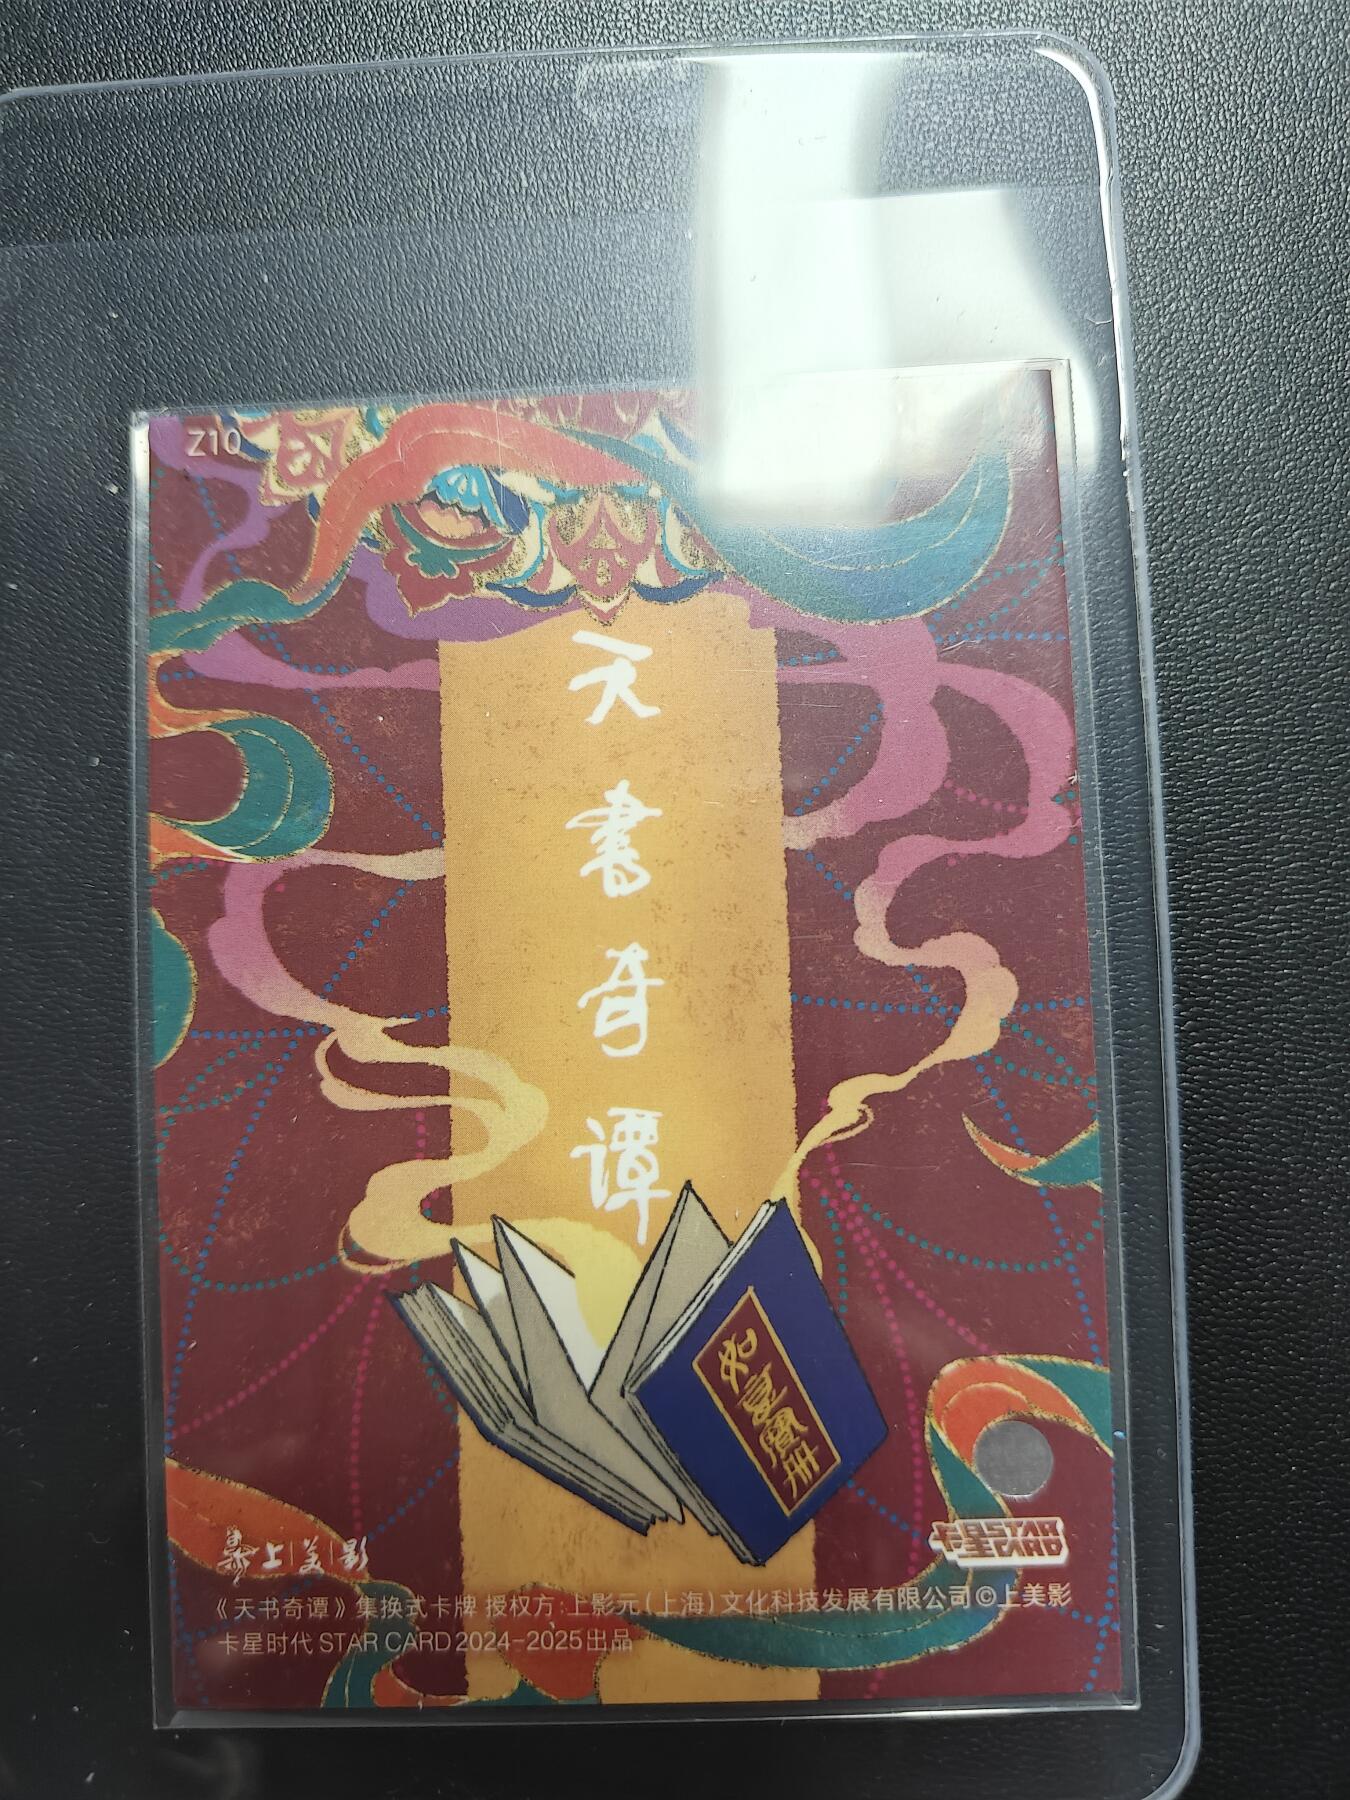 Z10
天書奇谭
如意寶册
上|美|影
卡星STAR CARD
《天书奇谭》集换式卡牌 授权方:上影元(上海)文化科技发展有限公司©上美影
卡星时代 STAR CARD 2024-2025出品